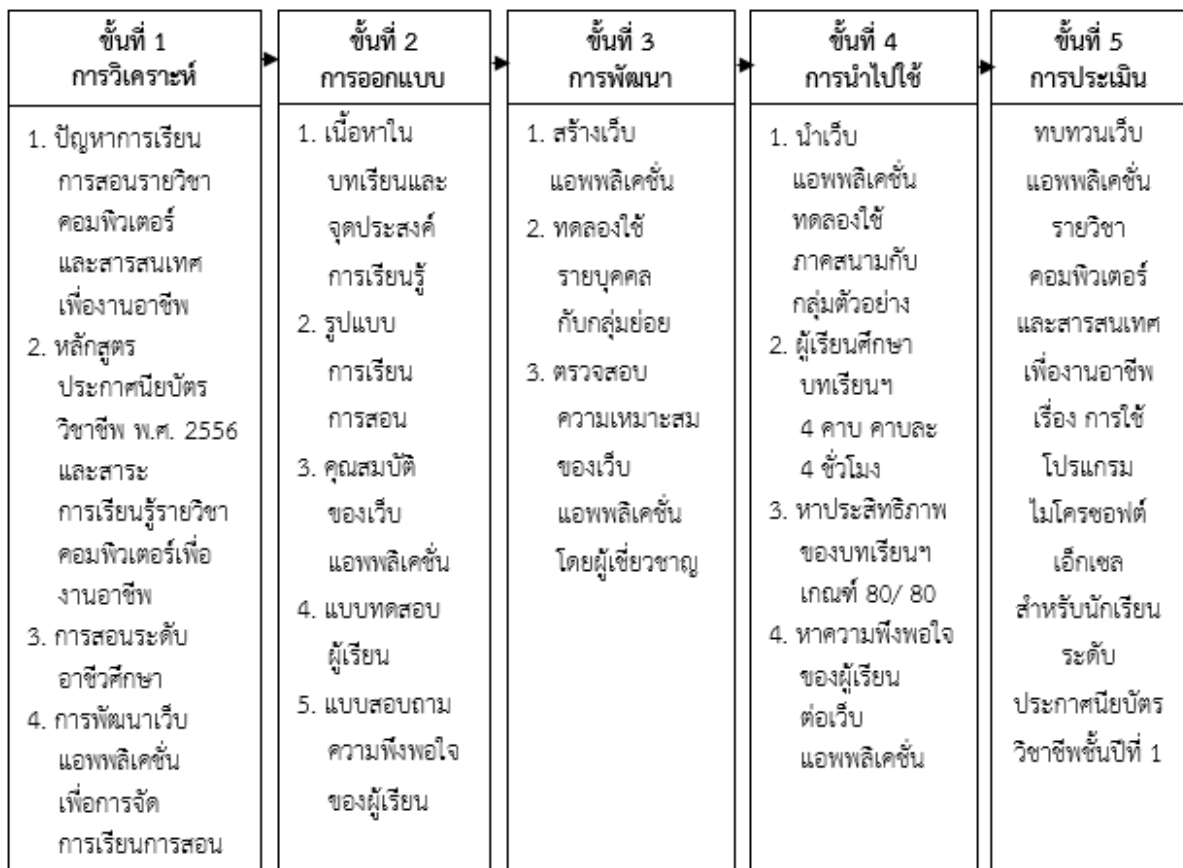 ขั้นที่ 1
การวิเคราะห์
1. ปัญหาการเรียน
การสอนรายวิชา
คอมพิวเตอร์
และสารสนเทศ
เพื่องานอาชีพ
2. หลักสูตร
ประกาศนียบัตร
วิชาชีพ พ.ศ. 2556
และสาระ
การเรียนรู้รายวิชา
คอมพิวเตอร์เพื่อ
งานอาชีพ
3. การสอนระดับ
อาชีวศึกษา
4. การพัฒนาเว็บ
แอพพลิเคชั่น
เพื่อการจัด
การเรียนการสอน
ขั้นที่ 2
การออกแบบ
1. เนื้อหาใน
บทเรียนและ
จุดประสงค์
การเรียนรู้
2. รูปแบบ
การเรียน
การสอน
3. คุณสมบัติ
ของเว็บ
แอพพลิเคชั่น
4. แบบทดสอบ
ผู้เรียน
5. แบบสอบถาม
ความพึงพอใจ
ของผู้เรียน
ขั้นที่ 3
การพัฒนา
1. สร้างเว็บ
แอพพลิเคชั่น
2. ทดลองใช้
รายบุคคล
กับกลุ่มย่อย
3. ตรวจสอบ
ความเหมาะสม
ของเว็บ
แอพพลิเคชั่น
โดยผู้เชี่ยวชาญ
ขั้นที่ 4
การนำไปใช้
1. นำเว็บ
แอพพลิเคชั่น
ทดลองใช้
ภาคสนามกับ
กลุ่มตัวอย่าง
2. ผู้เรียนศึกษา
บทเรียนฯ
4 คาบ คาบละ
4 ชั่วโมง
3. หาประสิทธิภาพ
ของบทเรียนฯ
เกณฑ์ 80/ 80
4. หาความพึงพอใจ
ของผู้เรียน
ต่อเว็บ
แอพพลิเคชั่น
ขั้นที่ 5
การประเมิน
ทบทวนเว็บ
แอพพลิเคชั่น
รายวิชา
คอมพิวเตอร์
และสารสนเทศ
เพื่องานอาชีพ
เรื่อง การใช้
โปรแกรม
ไมโครซอฟต์
เอ็กเซล
สำหรับนักเรียน
ระดับ
ประกาศนียบัตร
วิชาชีพชั้นปีที่ 1